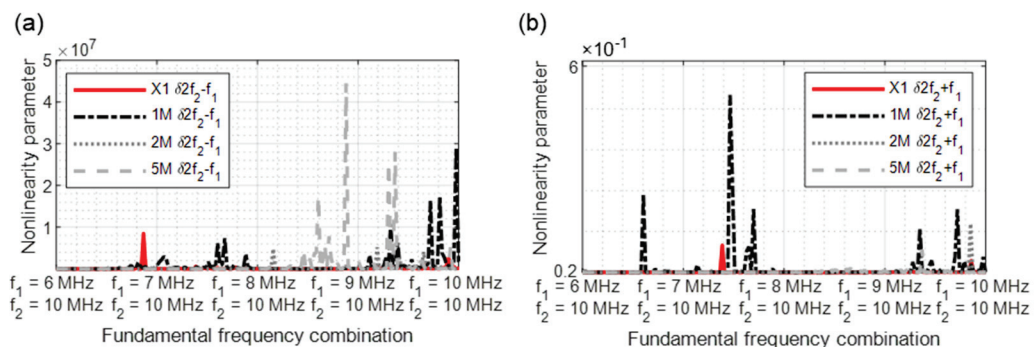 (a)
×10⁷
5
4
3
2
1
Nonlinearity parameter
X1 δ2f₂-f₁
1M δ2f₂-f₁
2M δ2f₂-f₁
5M δ2f₂-f₁
f₁ = 6 MHz f₁ = 7 MHz f₁ = 8 MHz f₁ = 9 MHz f₁ = 10 MHz
f₂ = 10 MHz f₂ = 10 MHz f₂ = 10 MHz f₂ = 10 MHz f₂ = 10 MHz
Fundamental frequency combination
(b)
×10⁻¹
6
0.2
Nonlinearity parameter
X1 δ2f₂+f₁
1M δ2f₂+f₁
2M δ2f₂+f₁
5M δ2f₂+f₁
f₁ = 6 MHz f₁ = 7 MHz f₁ = 8 MHz f₁ = 9 MHz f₁ = 10 MHz
f₂ = 10 MHz f₂ = 10 MHz f₂ = 10 MHz f₂ = 10 MHz f₂ = 10 MHz
Fundamental frequency combination